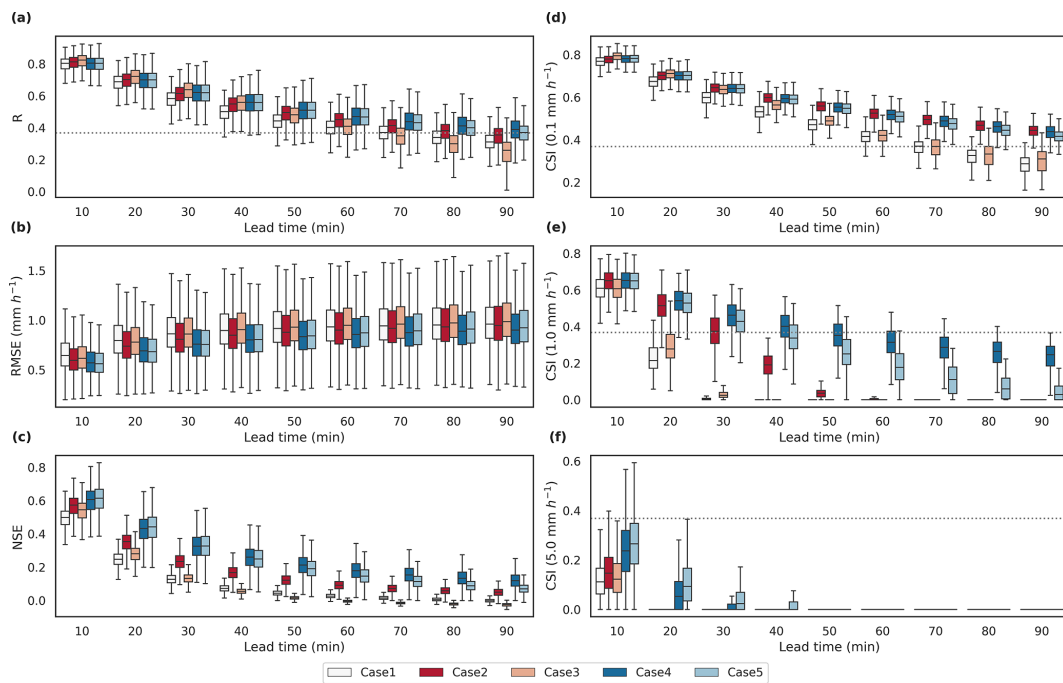 (a)
R
0.8
0.6
0.4
0.2
0.0
10 20 30 40 50 60 70 80 90
Lead time (min)
(b)
RMSE (mm h⁻¹)
1.5
1.0
0.5
10 20 30 40 50 60 70 80 90
Lead time (min)
(c)
NSE
0.8
0.6
0.4
0.2
0.0
10 20 30 40 50 60 70 80 90
Lead time (min)
(d)
CSI (0.1 mm h⁻¹)
0.8
0.6
0.4
0.2
10 20 30 40 50 60 70 80 90
Lead time (min)
(e)
CSI (1.0 mm h⁻¹)
0.8
0.6
0.4
0.2
0.0
10 20 30 40 50 60 70 80 90
Lead time (min)
(f)
CSI (5.0 mm h⁻¹)
0.6
0.4
0.2
0.0
10 20 30 40 50 60 70 80 90
Lead time (min)
Case1 Case2 Case3 Case4 Case5